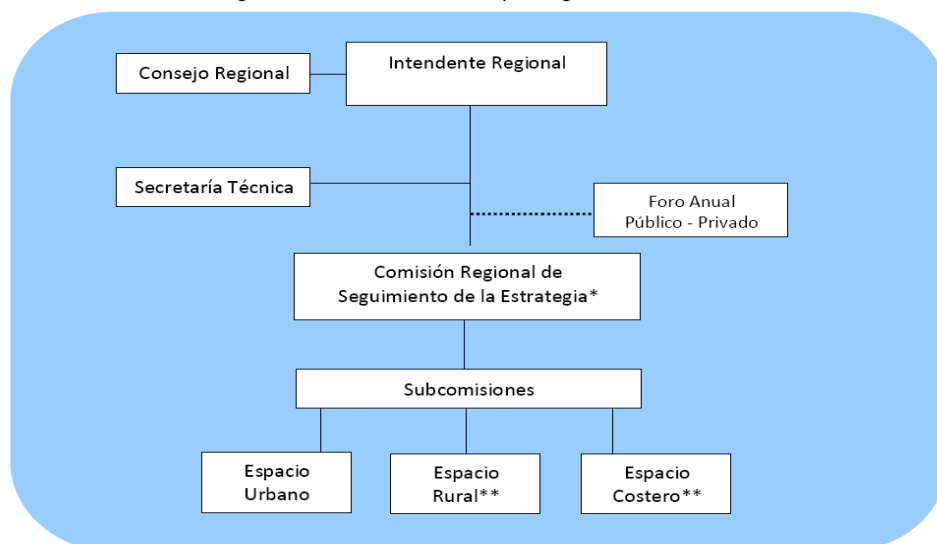 Consejo Regional
Intendente Regional
Secretaría Técnica
Foro Anual
Público - Privado
Comisión Regional de
Seguimiento de la Estrategia*
Subcomisiones
Espacio
Urbano
Espacio
Rural**
Espacio
Costero**